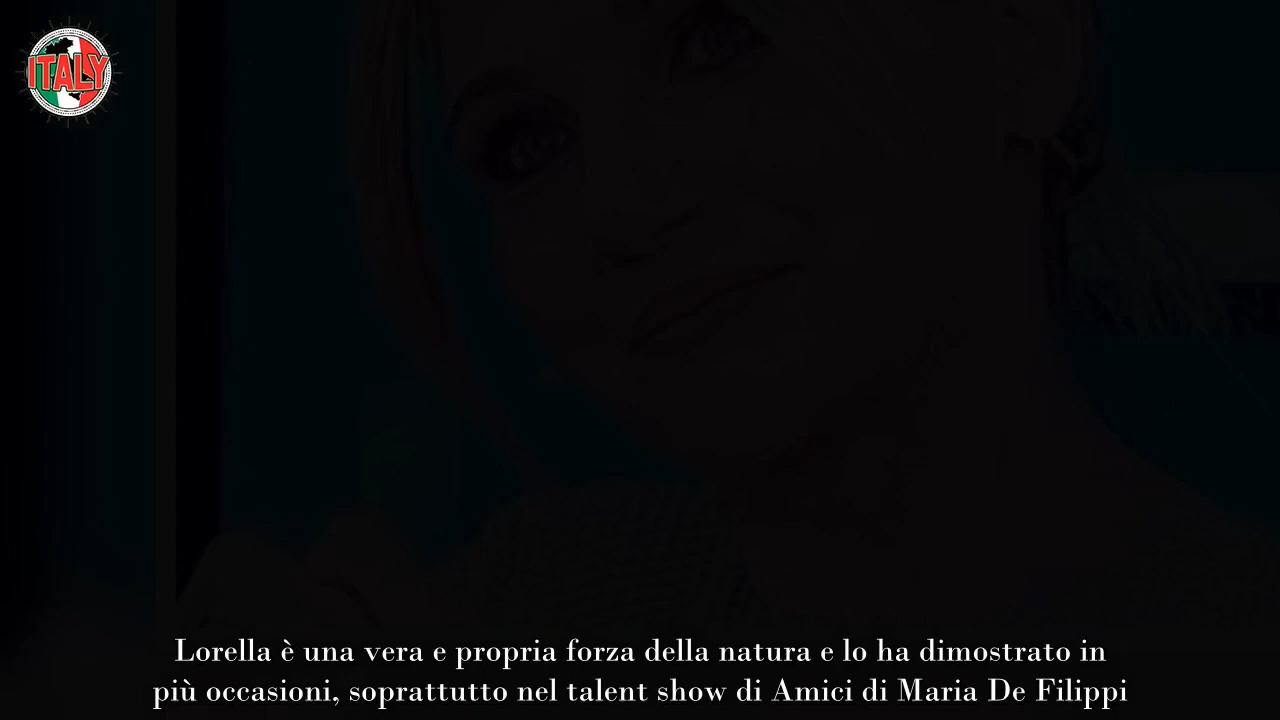 ITALY
Lorella è una vera e propria forza della natura e lo ha dimostrato in
più occasioni, soprattutto nel talent show di Amici di Maria De Filippi